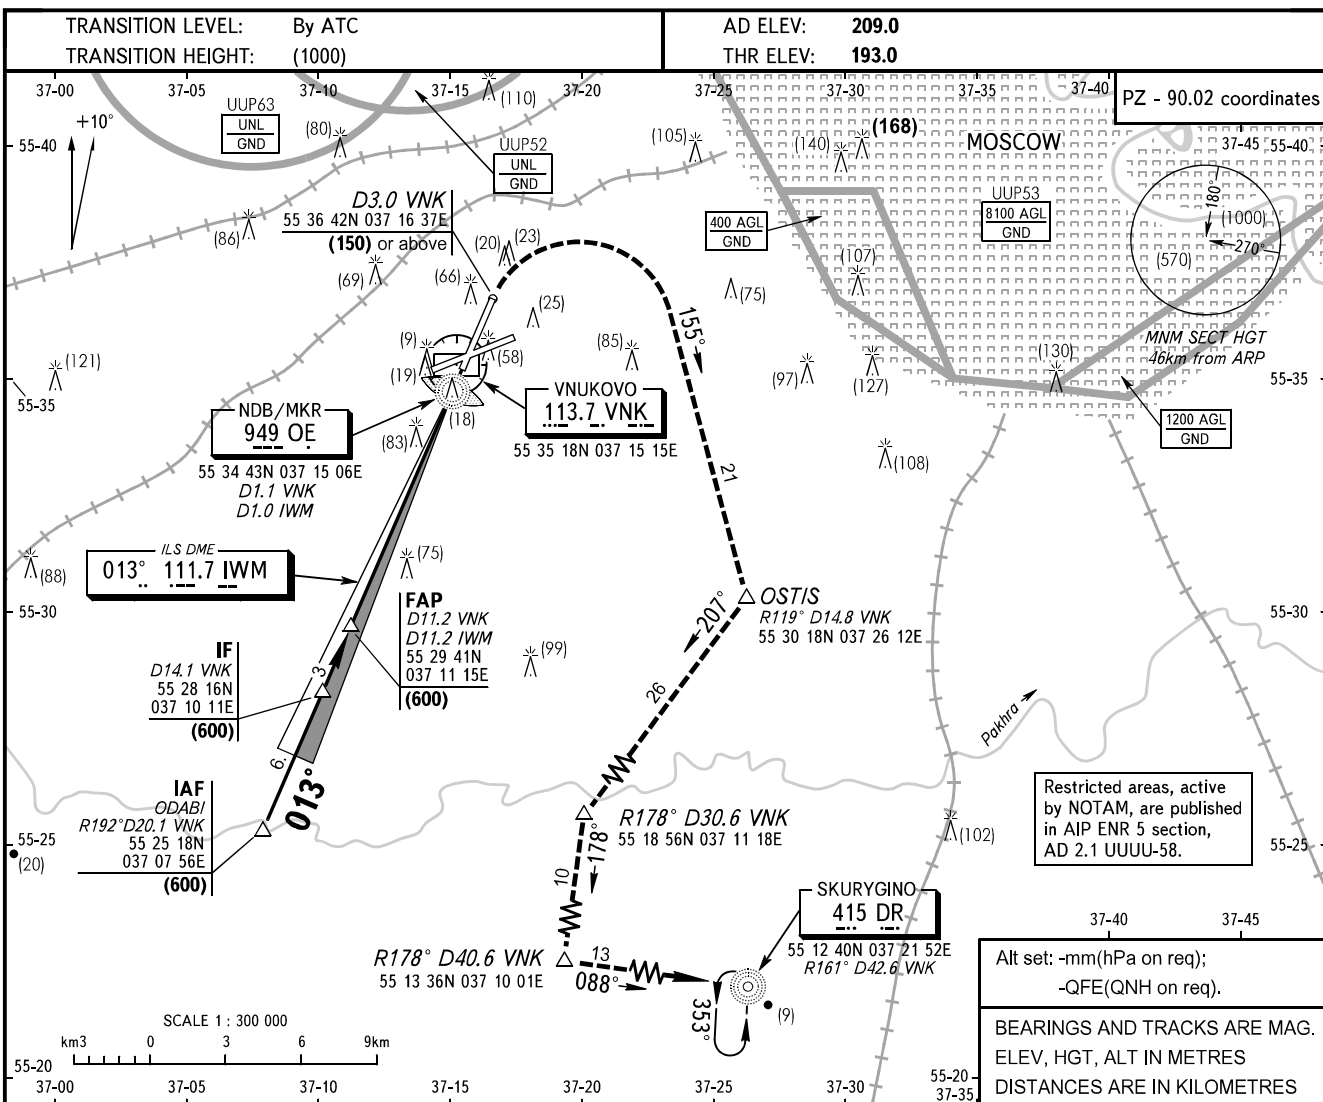 TRANSITION LEVEL: By ATC
TRANSITION HEIGHT: (1000)
AD ELEV: 209.0
THR ELEV: 193.0
37-00 37-05 37-10 37-15 37-20 37-25 37-30 37-35 37-40
PZ - 90.02 coordinates
+10°
55-40
UUP63
UNL
GND
(80)
(110)
UUP52
UNL
GND
(105)
(140)
(168)
MOSCOW
37-45 55-40
UUP53
8100 AGL
GND
400 AGL
GND
180°
(1000)
270°
(570)
MNM SECT HGT
46km from ARP
D3.0 VNK
55 36 42N 037 16 37E
(150) or above
(86)
(69)
(66)
(20)
(23)
(25)
(75)
(107)
(121)
(9)
(19)
(58)
(85)
(97)
(127)
(130)
155°
55-35
55-35
1200 AGL
GND
NDB/MKR
949 OE
55 34 43N 037 15 06E
D1.1 VNK
D1.0 IWM
(83)
(18)
VNUKOVO
113.7 VNK
55 35 18N 037 15 15E
(108)
21
ILS DME
013° 111.7 IWM
(88)
(75)
55-30
55-30
FAP
D11.2 VNK
D11.2 IWM
55 29 41N
037 11 15E
(600)
OSTIS
R119° D14.8 VNK
55 30 18N 037 26 12E
207°
IF
D14.1 VNK
55 28 16N
037 10 11E
(600)
3
(99)
26
Pakhra
6.
013°
IAF
ODABI
R192°D20.1 VNK
55 25 18N
037 07 56E
(600)
55-25
(20)
R178° D30.6 VNK
55 18 56N 037 11 18E
178°
10
(102)
Restricted areas, active
by NOTAM, are published
in AIP ENR 5 section,
AD 2.1 UUUU-58.
55-25
SKURYGINO
415 DR
55 12 40N 037 21 52E
R161° D42.6 VNK
37-40 37-45
R178° D40.6 VNK
55 13 36N 037 10 01E
13
088°
353°
(9)
Alt set: -mm(hPa on req);
-QFE(QNH on req).
SCALE 1 : 300 000
km3 0 3 6 9km
BEARINGS AND TRACKS ARE MAG.
ELEV, HGT, ALT IN METRES
DISTANCES ARE IN KILOMETRES
55-20
55-20
37-00 37-05 37-10 37-15 37-20 37-25 37-30 37-35